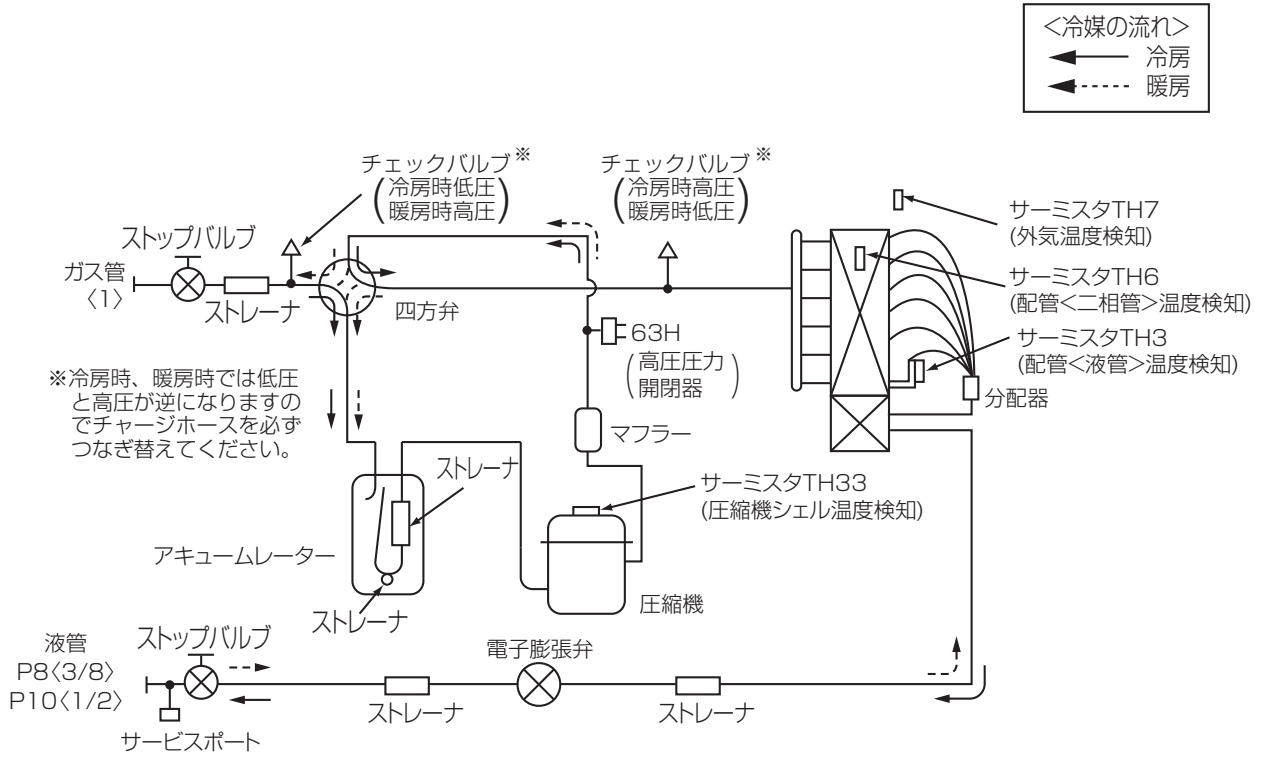 <冷媒の流れ>
冷房
暖房
チェックバルブ※
(冷房時低圧
暖房時高圧)
チェックバルブ※
(冷房時高圧
暖房時低圧)
ストップバルブ
ガス管
〈1〉
ストレーナ
四方弁
サーミスタTH7
(外気温度検知)
サーミスタTH6
(配管<二相管>温度検知)
サーミスタTH3
(配管<液管>温度検知)
分配器
63H
(高圧圧力
開閉器)
※冷房時、暖房時では低圧
と高圧が逆になりますの
でチャージホースを必ず
つなぎ替えてください。
マフラー
ストレーナ
サーミスタTH33
(圧縮機シェル温度検知)
アキュームレーター
ストレーナ
圧縮機
液管
P8〈3/8〉
P10〈1/2〉
ストップバルブ
電子膨張弁
ストレーナ
ストレーナ
サービスポート